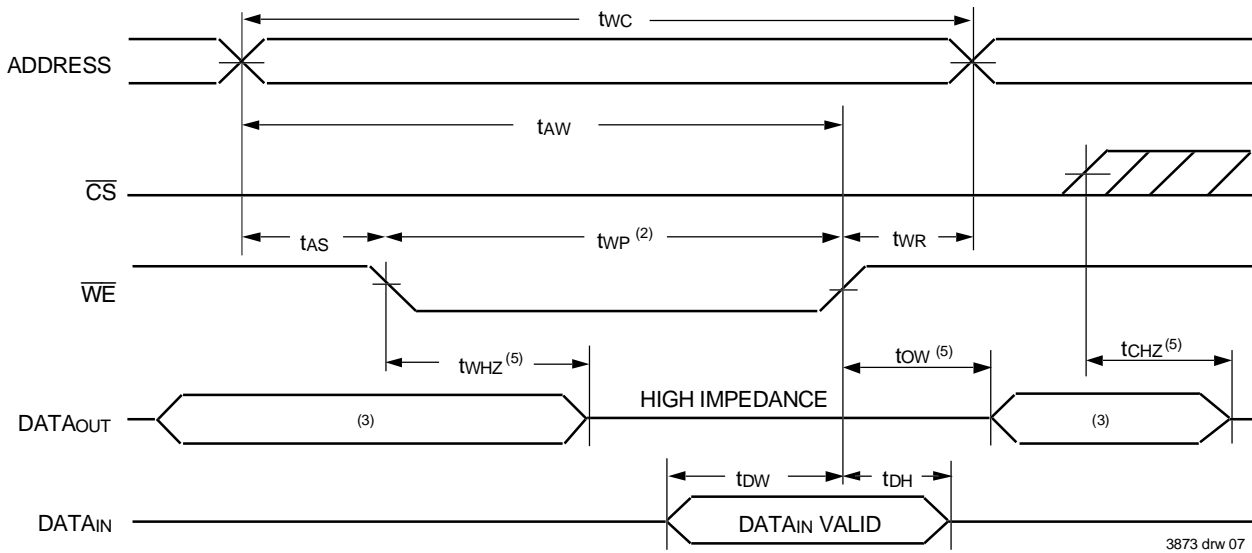 tWC
ADDRESS
tAW
CS
tAS
tWP (2)
tWR
WE
tWHZ (5)
tOW (5)
tCHZ (5)
HIGH IMPEDANCE
DATAOUT
(3)
(3)
tDW
tDH
DATAIN
DATAIN VALID
3873 drw 07